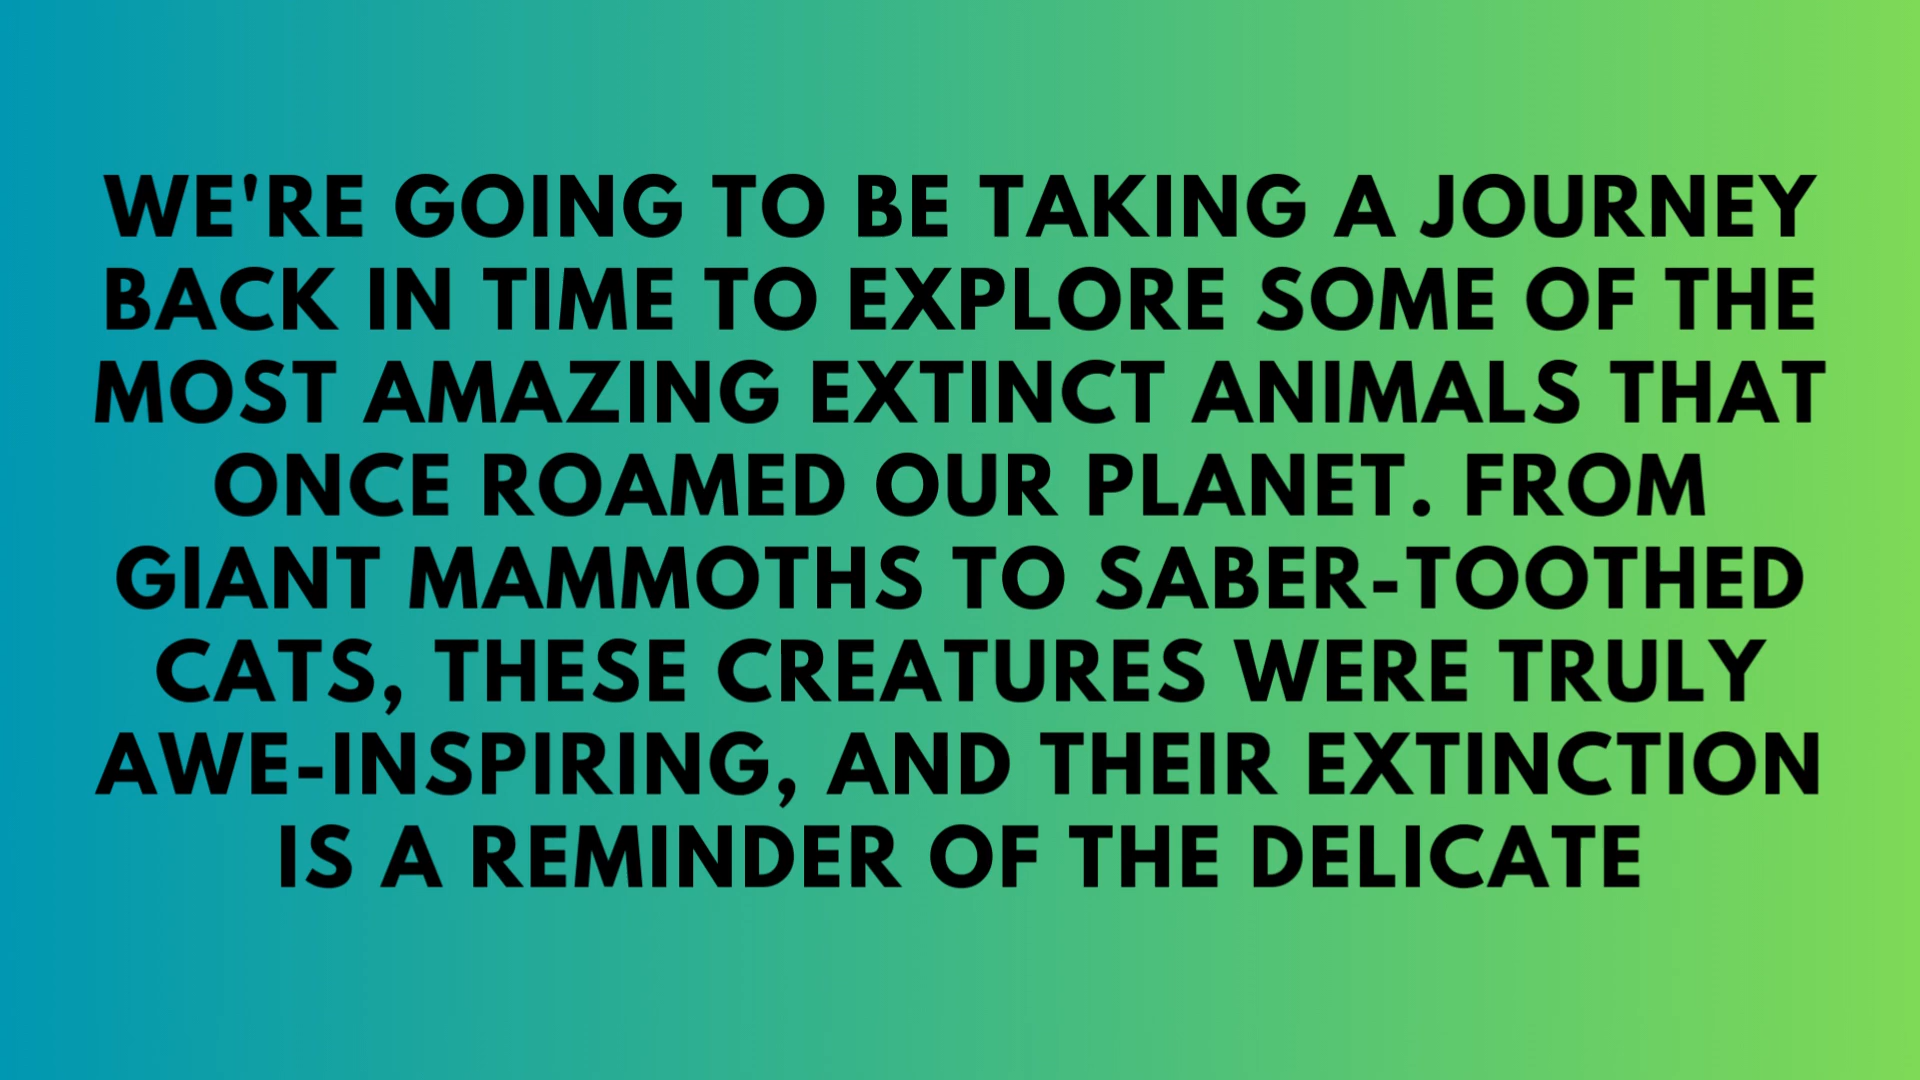 WE'RE GOING TO BE TAKING A JOURNEY
BACK IN TIME TO EXPLORE SOME OF THE
MOST AMAZING EXTINCT ANIMALS THAT
ONCE ROAMED OUR PLANET. FROM
GIANT MAMMOTHS TO SABER-TOOTHED
CATS, THESE CREATURES WERE TRULY
AWE-INSPIRING, AND THEIR EXTINCTION
IS A REMINDER OF THE DELICATE